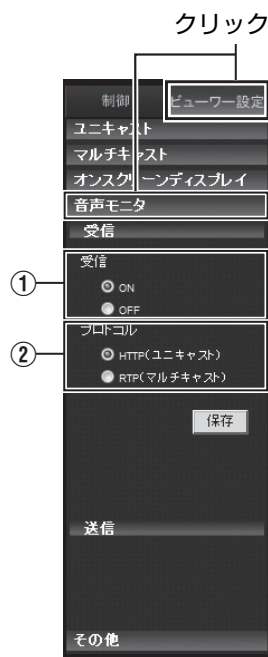 クリック
制御
ビューワー設定
ユニキャスト
マルチキャスト
オンスクリーンディスプレイ
音声モニタ
受信
① 受信
ON
OFF
② プロトコル
HTTP(ユニキャスト)
RTP(マルチキャスト)
保存
送信
その他